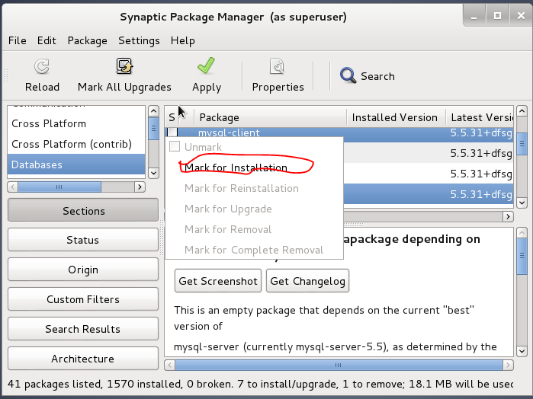 Synaptic Package Manager (as superuser)
File Edit Package Settings Help
Reload Mark All Upgrades Apply Properties Search
S Package Installed Version Latest Versi
Cross Platform
Cross Platform (contrib)
Databases
mysql-client 5.5.31+dfsg
5.5.31+dfsg
5.5.31+dfsg
5.5.31+dfsg
Unmark
Mark for Installation
Mark for Reinstallation
Mark for Upgrade
Mark for Removal
Mark for Complete Removal
Sections
Status
Origin
Custom Filters
Search Results
Architecture
apackage depending on
Get Screenshot Get Changelog
This is an empty package that depends on the current "best"
version of
mysql-server (currently mysql-server-5.5), as determined by the
41 packages listed, 1570 installed, 0 broken. 7 to install/upgrade, 1 to remove; 18.1 MB will be used